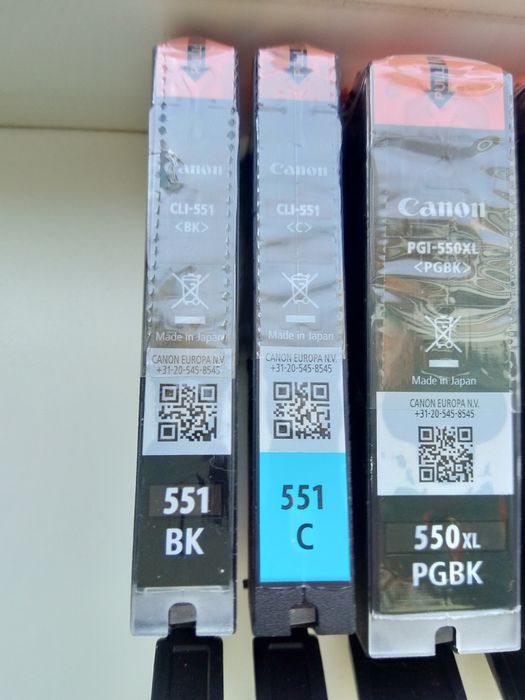 Canon
CLI-551
<BK>
Made in Japan
CANON EUROPA N.V.
+31-20-545-8545
551
BK
PULL
Canon
CLI-551
<C>
Made in Japan
CANON EUROPA N.V.
+31-20-545-8545
551
C
PULL
Canon
PGI-550XL
<PGBK>
Made in Japan
CANON EUROPA N.V.
+31-20-545-8545
550XL
PGBK